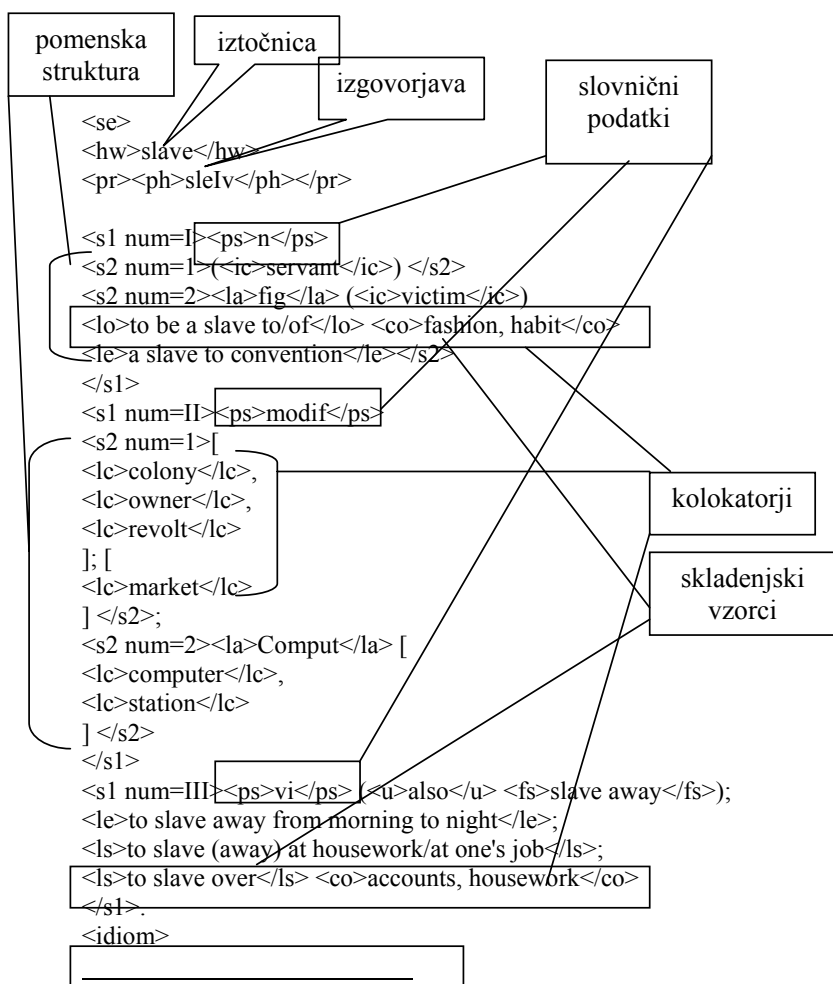 pomenska
struktura
iztočnica
izgovorjava
slovnični
podatki
<se>
<hw>slave</hw>
<pr><ph>sleIv</ph></pr>
<s1 num=I><ps>n</ps>
<s2 num=1>(<ic>servant</ic>) </s2>
<s2 num=2><la>fig</la> (<ic>victim</ic>)
<lo>to be a slave to/of</lo> <co>fashion, habit</co>
<le>a slave to convention</le></s2>
</s1>
<s1 num=II><ps>modif</ps>
<s2 num=1>[
<lc>colony</lc>,
<lc>owner</lc>,
<lc>revolt</lc>
]; [
<lc>market</lc>
] </s2>;
<s2 num=2><la>Comput</la> [
<lc>computer</lc>,
<lc>station</lc>
] </s2>
</s1>
<s1 num=III><ps>vi</ps> (<u>also</u> <fs>slave away</fs>);
<le>to slave away from morning to night</le>;
<ls>to slave (away) at housework/at one's job</ls>;
<ls>to slave over</ls> <co>accounts, housework</co>
</s1>.
<idiom>
kolokatorji
skladenjski
vzorci